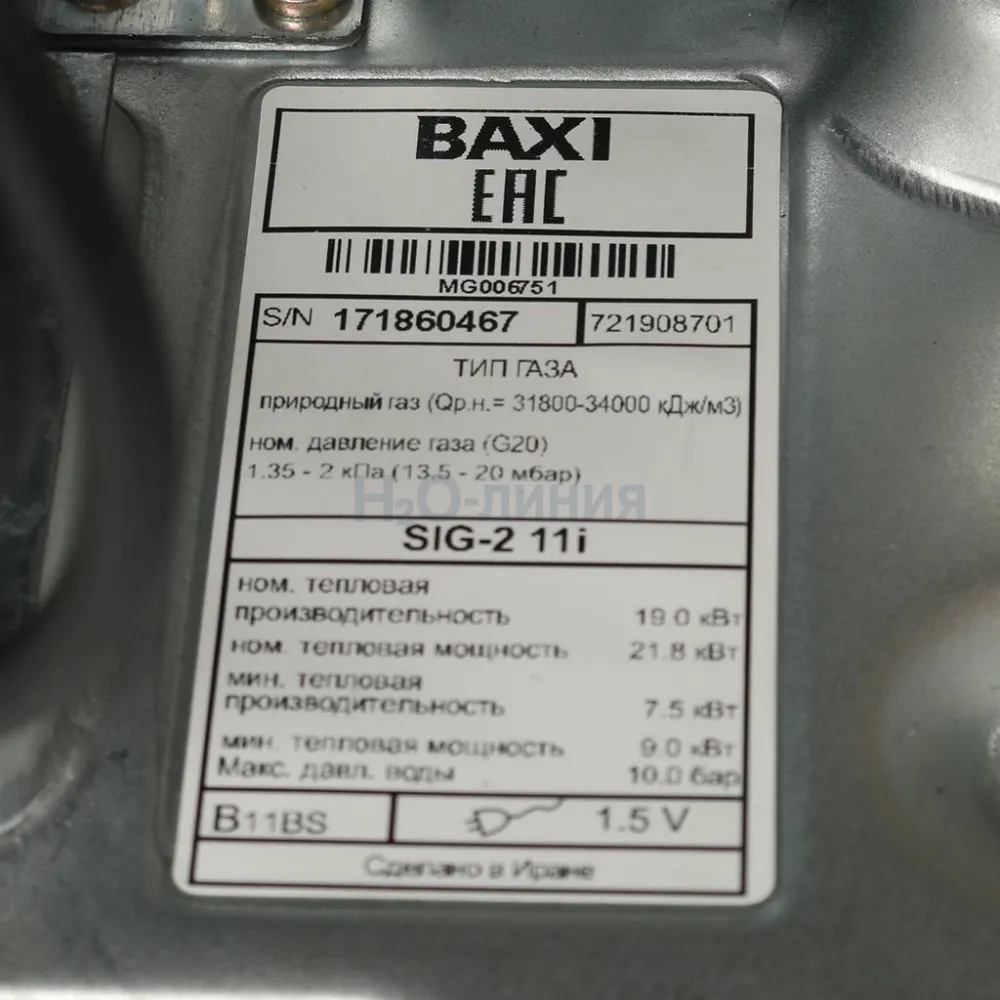 BAXI
EAC
MG006751
S/N 171860467 721908701
ТИП ГАЗА
природный газ (Qр.н.= 31800-34000 кДж/м3)
ном. давление газа (G20)
1.35 - 2 кПа (13.5 - 20 мбар)
H₂O-линия
SIG-2 11i
ном. тепловая
производительность 19.0 кВт
ном. тепловая мощность 21.8 кВт
мин. тепловая
производительность 7.5 кВт
мин. тепловая мощность 9.0 кВт
Макс. давл. воды 10.0 бар
B11BS 1.5 V
Сделано в Иране